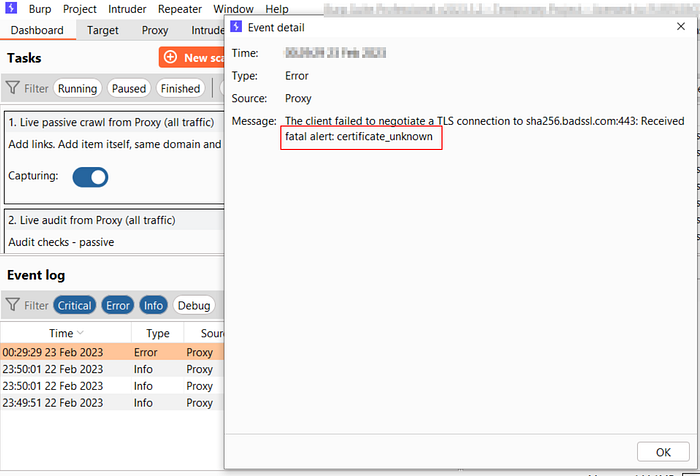 Burp Project Intruder Repeater Window Help
Dashboard Target Proxy Intrude
Tasks
New sca
Filter Running Paused Finished
1. Live passive crawl from Proxy (all traffic)
Add links. Add item itself, same domain and
Capturing:
2. Live audit from Proxy (all traffic)
Audit checks - passive
Event log
Filter Critical Error Info Debug
Time Type Sour
00:29:29 23 Feb 2023 Error Proxy
23:50:01 22 Feb 2023 Info Proxy
23:50:01 22 Feb 2023 Info Proxy
23:49:51 22 Feb 2023 Info Proxy
Event detail
Time:
Type: Error
Source: Proxy
Message: The client failed to negotiate a TLS connection to sha256.badssl.com:443: Received
fatal alert: certificate_unknown
OK